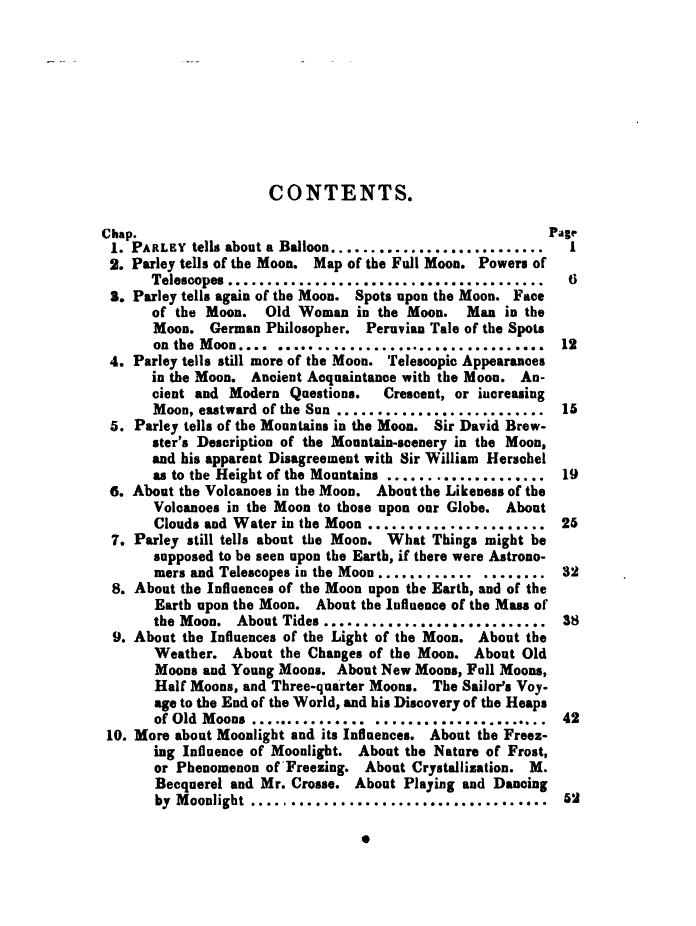 CONTENTS.
Chap. Page
1. PARLEY tells about a Balloon........................... 1
2. Parley tells of the Moon. Map of the Full Moon. Powers of
Telescopes........................................ 6
3. Parley tells again of the Moon. Spots upon the Moon. Face
of the Moon. Old Woman in the Moon. Man in the
Moon. German Philosopher. Peruvian Tale of the Spots
on the Moon.... .................................. 12
4. Parley tells still more of the Moon. Telescopic Appearances
in the Moon. Ancient Acquaintance with the Moon. An-
cient and Modern Questions. Crescent, or increasing
Moon, eastward of the Sun .......................... 15
5. Parley tells of the Mountains in the Moon. Sir David Brew-
ster's Description of the Mountain-scenery in the Moon,
and his apparent Disagreement with Sir William Herschel
as to the Height of the Mountains .................... 19
6. About the Volcanoes in the Moon. About the Likeness of the
Volcanoes in the Moon to those upon our Globe. About
Clouds and Water in the Moon ....................... 25
7. Parley still tells about the Moon. What Things might be
supposed to be seen upon the Earth, if there were Astrono-
mers and Telescopes in the Moon............ ........ 32
8. About the Influences of the Moon upon the Earth, and of the
Earth upon the Moon. About the Influence of the Mass of
the Moon. About Tides ............................ 38
9. About the Influences of the Light of the Moon. About the
Weather. About the Changes of the Moon. About Old
Moons and Young Moons. About New Moons, Full Moons,
Half Moons, and Three-quarter Moons. The Sailor's Voy-
age to the End of the World, and his Discovery of the Heaps
of Old Moons .............. ...................... 42
10. More about Moonlight and its Influences. About the Freez-
ing Influence of Moonlight. About the Nature of Frost,
or Phenomenon of Freezing. About Crystallization. M.
Becquerel and Mr. Crosse. About Playing and Dancing
by Moonlight ..................................... 52